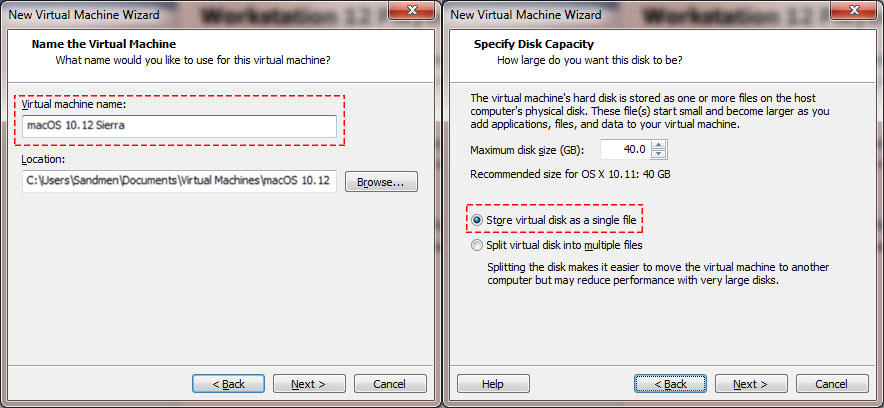 New Virtual Machine Wizard
Name the Virtual Machine
What name would you like to use for this virtual machine?
Virtual machine name:
macOS 10.12 Sierra
Location:
C:\Users\Sandmen\Documents\Virtual Machines\macOS 10.12
Browse...
< Back
Next >
Cancel
Workstation 12
New Virtual Machine Wizard
Specify Disk Capacity
How large do you want this disk to be?
The virtual machine's hard disk is stored as one or more files on the host
computer's physical disk. These file(s) start small and become larger as you
add applications, files, and data to your virtual machine.
Maximum disk size (GB):
40.0
Recommended size for OS X 10.11: 40 GB
Store virtual disk as a single file
Split virtual disk into multiple files
Splitting the disk makes it easier to move the virtual machine to another
computer but may reduce performance with very large disks.
Help
< Back
Next >
Cancel